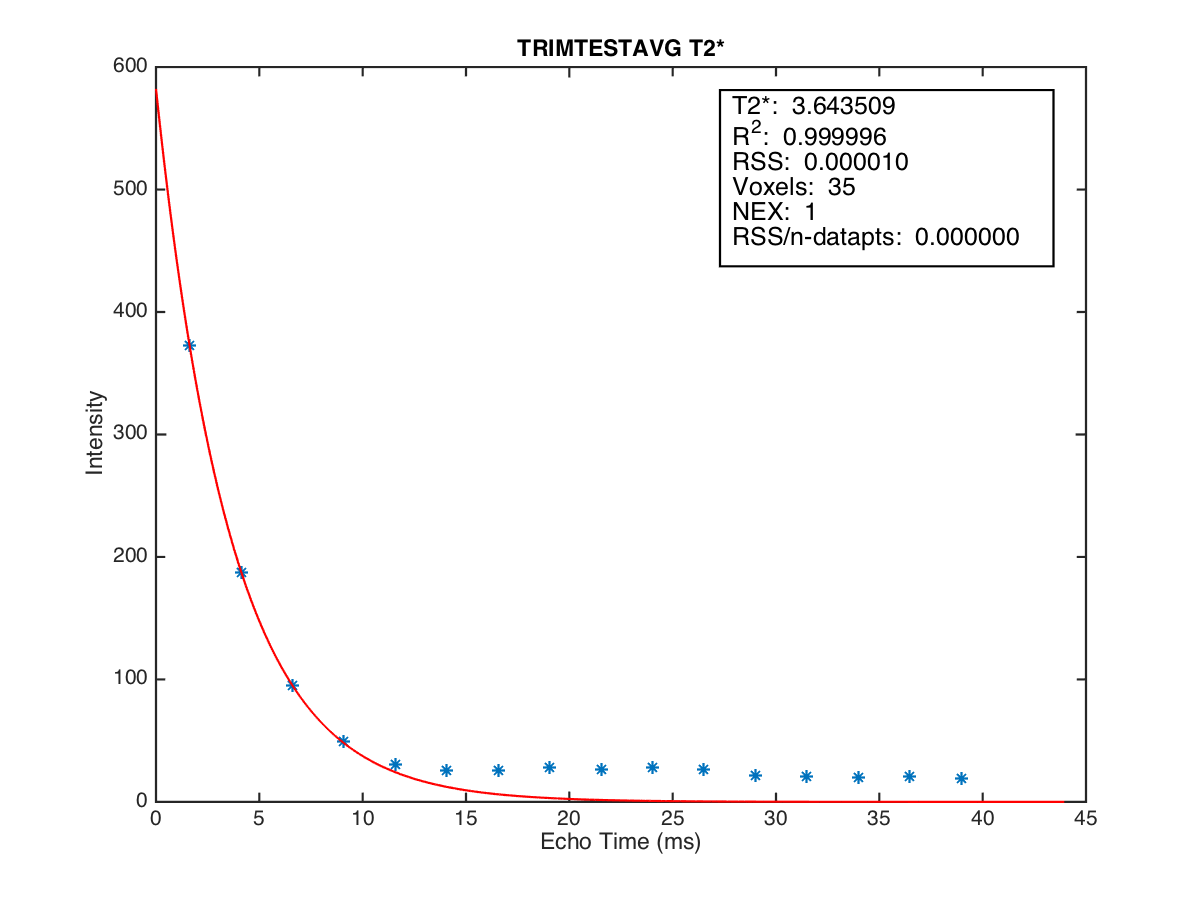 TRIMTESTAVG T2*
600
500
400
300
200
100
0
Intensity
T2*: 3.643509
R²: 0.999996
RSS: 0.000010
Voxels: 35
NEX: 1
RSS/n-datapts: 0.000000
0 5 10 15 20 25 30 35 40 45
Echo Time (ms)